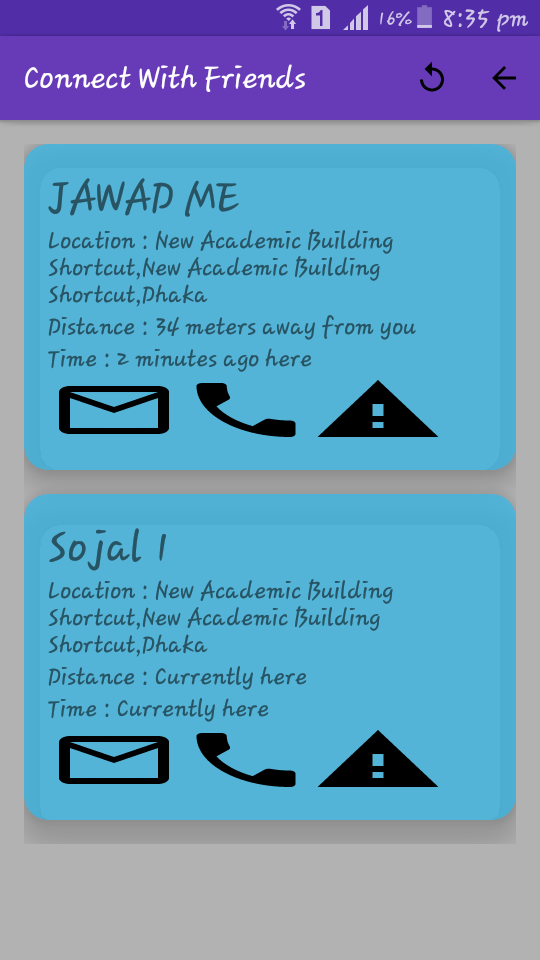 1 16% 8:35 pm
Connect With Friends
JAWAD ME
Location : New Academic Building
Shortcut,New Academic Building
Shortcut,Dhaka
Distance : 34 meters away from you
Time : 2 minutes ago here
Sojal 1
Location : New Academic Building
Shortcut,New Academic Building
Shortcut,Dhaka
Distance : Currently here
Time : Currently here